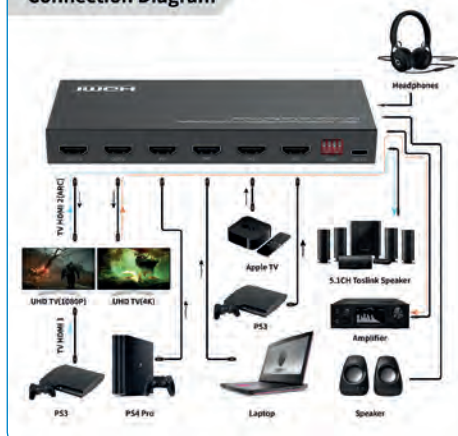 Connection Diagram
HDMI
Headphones
TV HDMI 2(ARC)
Apple TV
5.1CH Toslink Speaker
UHD TV(1080P)
UHD TV(4K)
TV HDMI 3
PS3
Amplifier
PS3
PS4 Pro
Laptop
Speaker